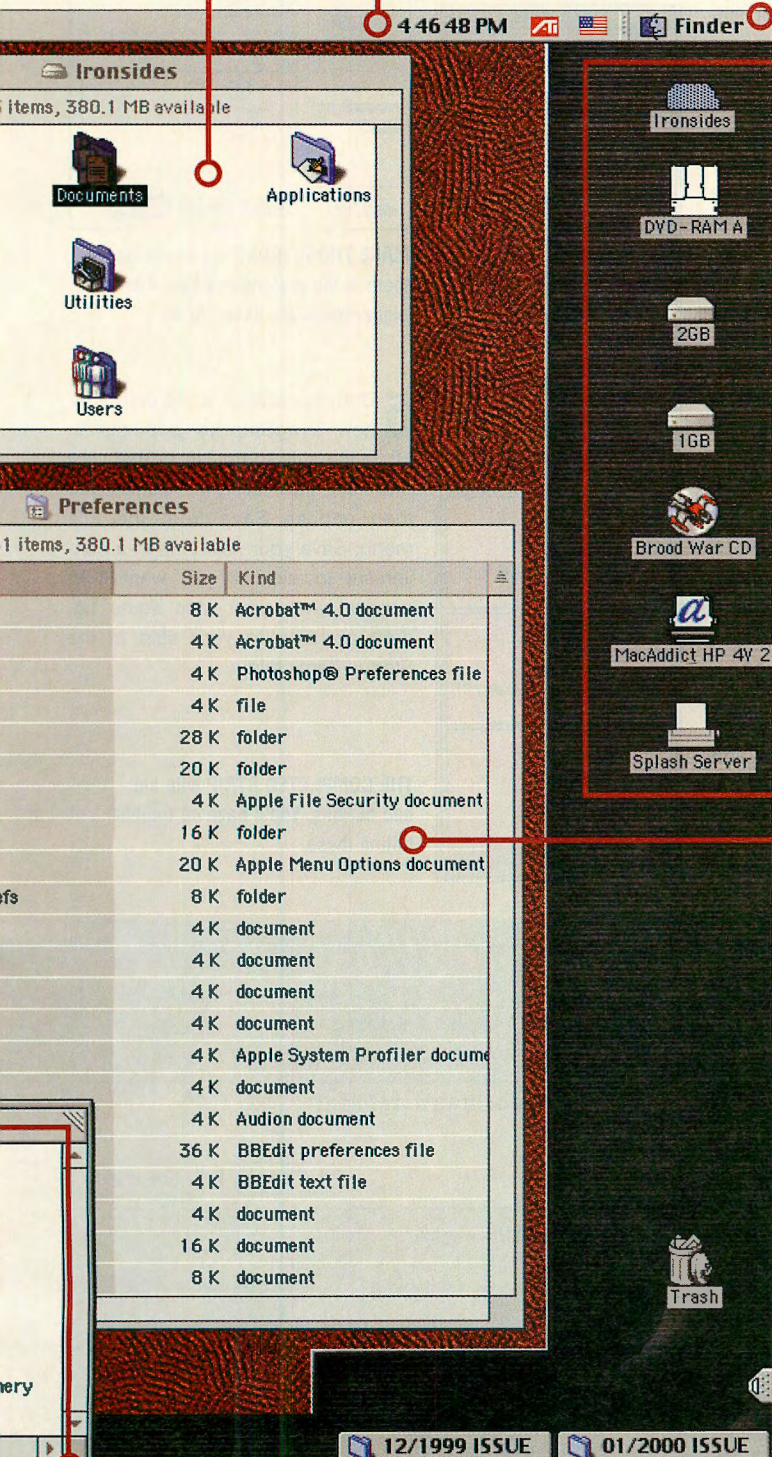 4 46 48 PM ATI Finder
Ironsides
items, 380.1 MB available
Documents
Applications
Utilities
Users
Ironsides
DVD-RAM A
2GB
1GB
Brood War CD
MacAddict HP 4V 2
Splash Server
Preferences
1 items, 380.1 MB available
Size Kind
8 K Acrobat™ 4.0 document
4 K Acrobat™ 4.0 document
4 K Photoshop® Preferences file
4 K file
28 K folder
20 K folder
4 K Apple File Security document
16 K folder
20 K Apple Menu Options document
efs 8 K folder
4 K document
4 K document
4 K document
4 K document
4 K Apple System Profiler docume
4 K document
4 K Audion document
36 K BBEdit preferences file
4 K BBEdit text file
4 K document
16 K document
8 K document
Trash
nery
12/1999 ISSUE
01/2000 ISSUE